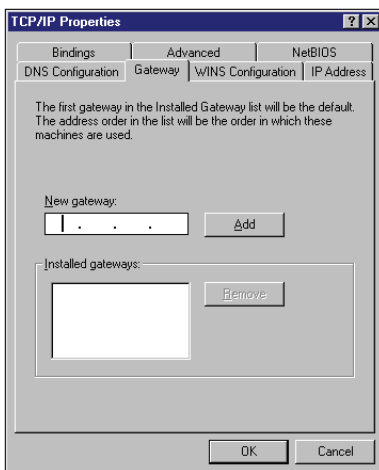 TCP/IP Properties
Bindings Advanced NetBIOS
DNS Configuration Gateway WINS Configuration IP Address
The first gateway in the Installed Gateway list will be the default.
The address order in the list will be the order in which these
machines are used.
New gateway:
. . .
Add
Installed gateways:
Remove
OK Cancel